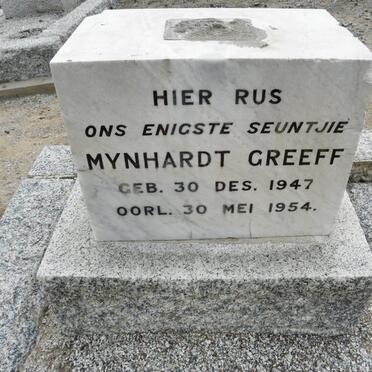 HIER RUS
ONS ENIGSTE SEUNTJIE
MYNHARDT GREEFF
GEB. 30 DES. 1947
OORL. 30 MEI 1954.